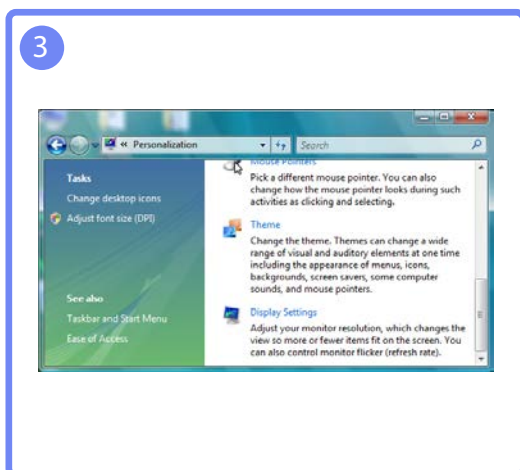 3
« Personalization
Search
Tasks
Change desktop icons
Adjust font size (DPI)
See also
Taskbar and Start Menu
Ease of Access
Mouse Pointers
Pick a different mouse pointer. You can also
change how the mouse pointer looks during such
activities as clicking and selecting.
Theme
Change the theme. Themes can change a wide
range of visual and auditory elements at one time
including the appearance of menus, icons,
backgrounds, screen savers, some computer
sounds, and mouse pointers.
Display Settings
Adjust your monitor resolution, which changes the
view so more or fewer items fit on the screen. You
can also control monitor flicker (refresh rate).